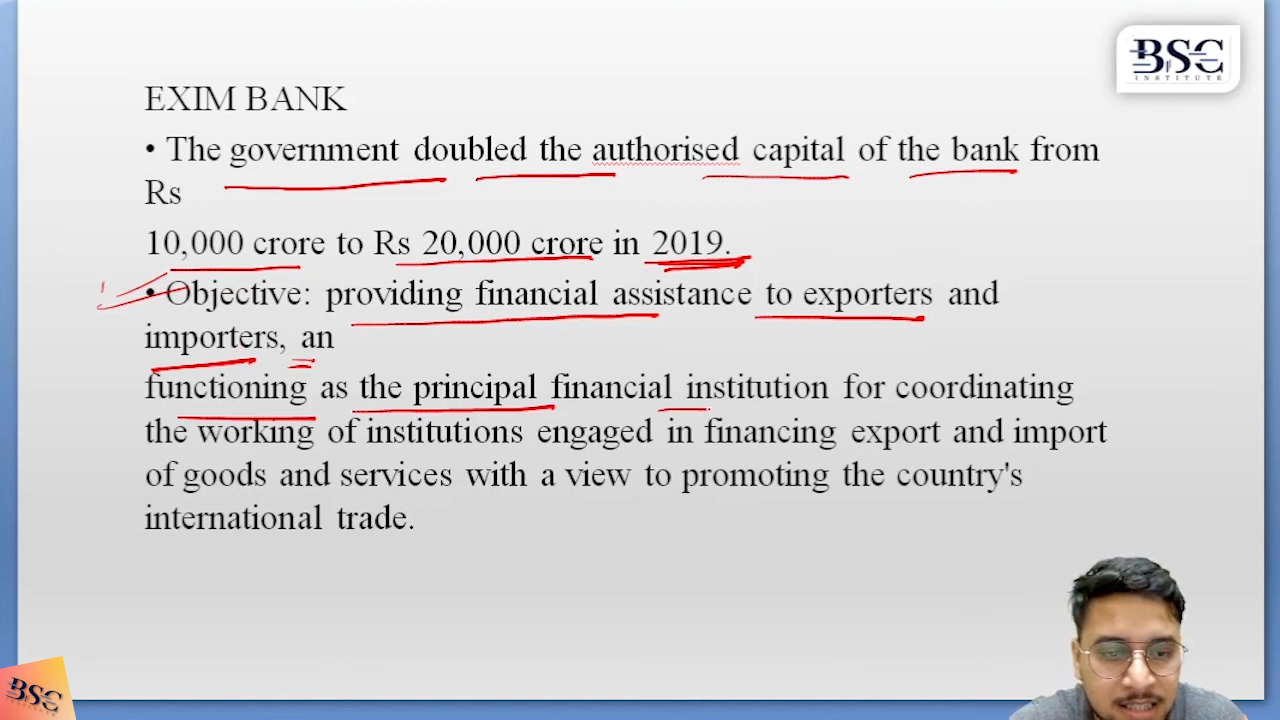 BSC
INSTITUTE
EXIM BANK
• The government doubled the authorised capital of the bank from
Rs
10,000 crore to Rs 20,000 crore in 2019.
• Objective: providing financial assistance to exporters and
importers, an
functioning as the principal financial institution for coordinating
the working of institutions engaged in financing export and import
of goods and services with a view to promoting the country's
international trade.
BSC